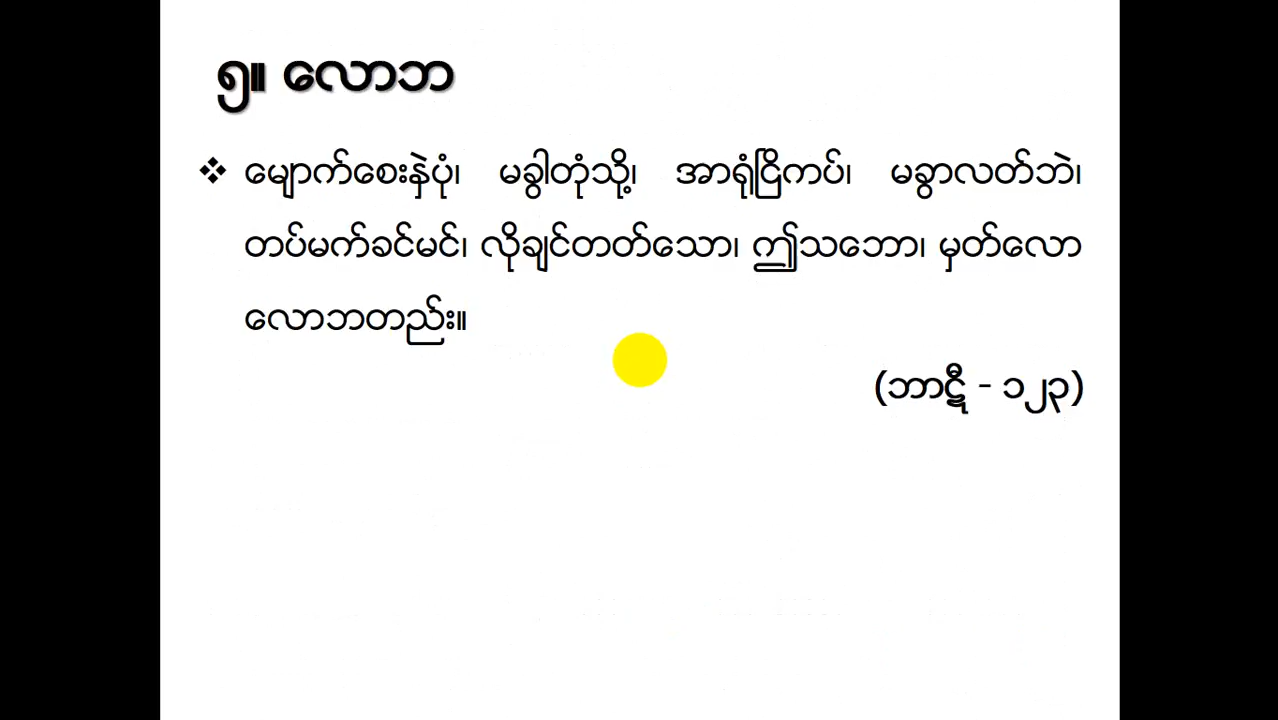 ၅။ လောဘ
❖ မျောက်စေးနှဲပုံ၊ မခွါတုံသို့၊ အာရုံငြိကပ်၊ မခွာလတ်ဘဲ၊
တပ်မက်ခင်မင်၊ လိုချင်တတ်သော၊ ဤသဘော၊ မှတ်လော
လောဘတည်း။
(ဘာဋီ - ၁၂၃)